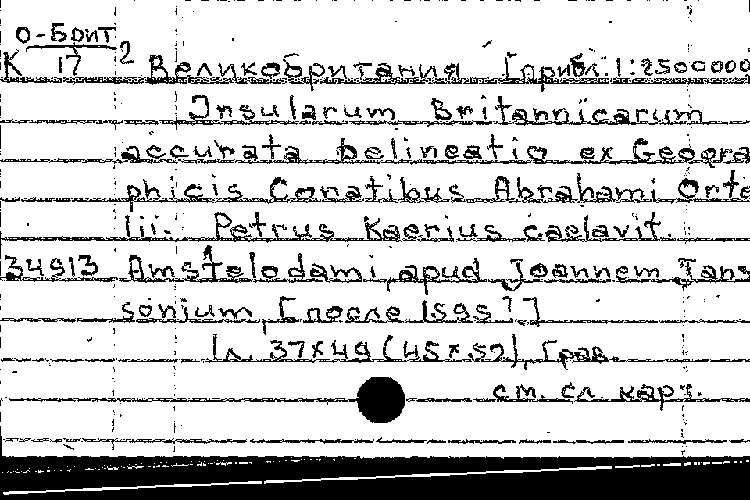 О-Брит
К 17 2 Великобритания [прибл. 1:2500000
Insularum Britannicarum
accurata Delineatio ex Geogra
phicis Conatibus Abrahami Orte
lii. Petrus Kaerius caelavit.
34913 Amstelodami, apud Joannem Jans
sonium, [после 1595?]
1 л. 37x49 (45x52), грав.
см. сл. карт.